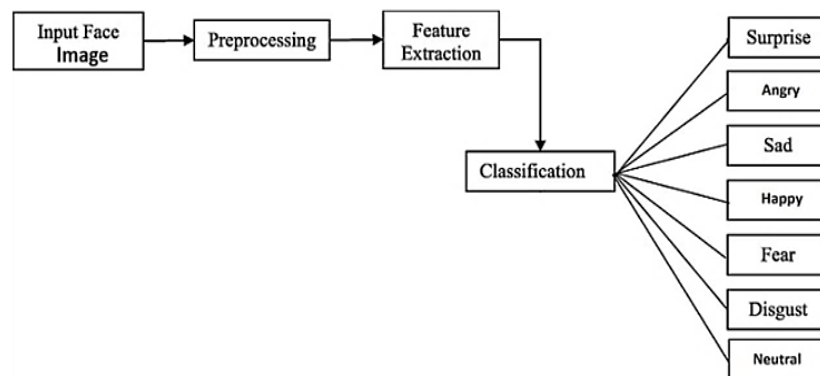 Input Face
Image
Preprocessing
Feature
Extraction
Classification
Surprise
Angry
Sad
Happy
Fear
Disgust
Neutral